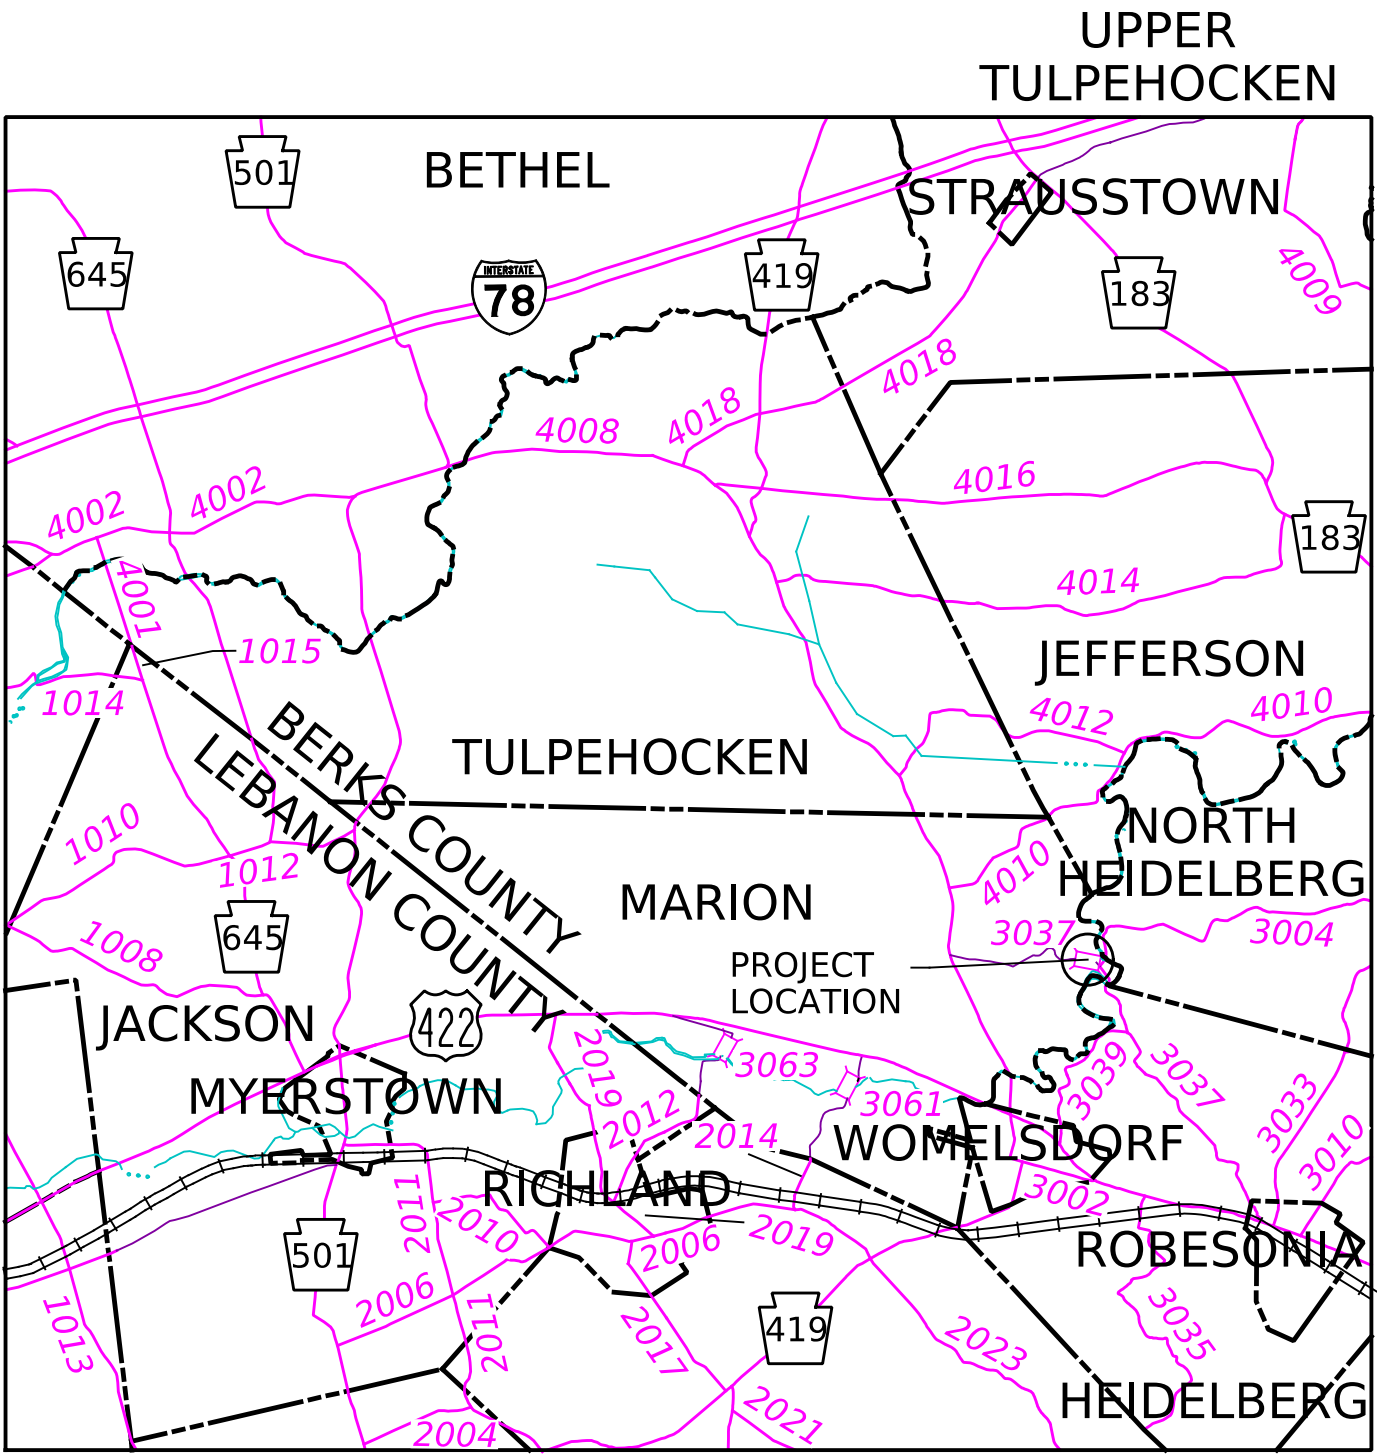 UPPER
TULPEHOCKEN
501
BETHEL
STRAUSSTOWN
645
INTERSTATE
78
419
183
4009
4018
4018
4008
4016
4002
4002
183
4014
4001
1015
JEFFERSON
1014
4012
4010
BERKS COUNTY
LEBANON COUNTY
TULPEHOCKEN
1010
1012
NORTH
HEIDELBERG
4010
MARION
645
1008
3037
3004
PROJECT
LOCATION
JACKSON
422
2019
3063
3039
3037
MYERSTOWN
3061
3033
2012
2014
WOMELSDORF
3010
RICHLAND
3002
2011
2010
2019
2006
ROBESONIA
501
2006
1013
2011
2017
419
2023
3035
HEIDELBERG
2021
2004